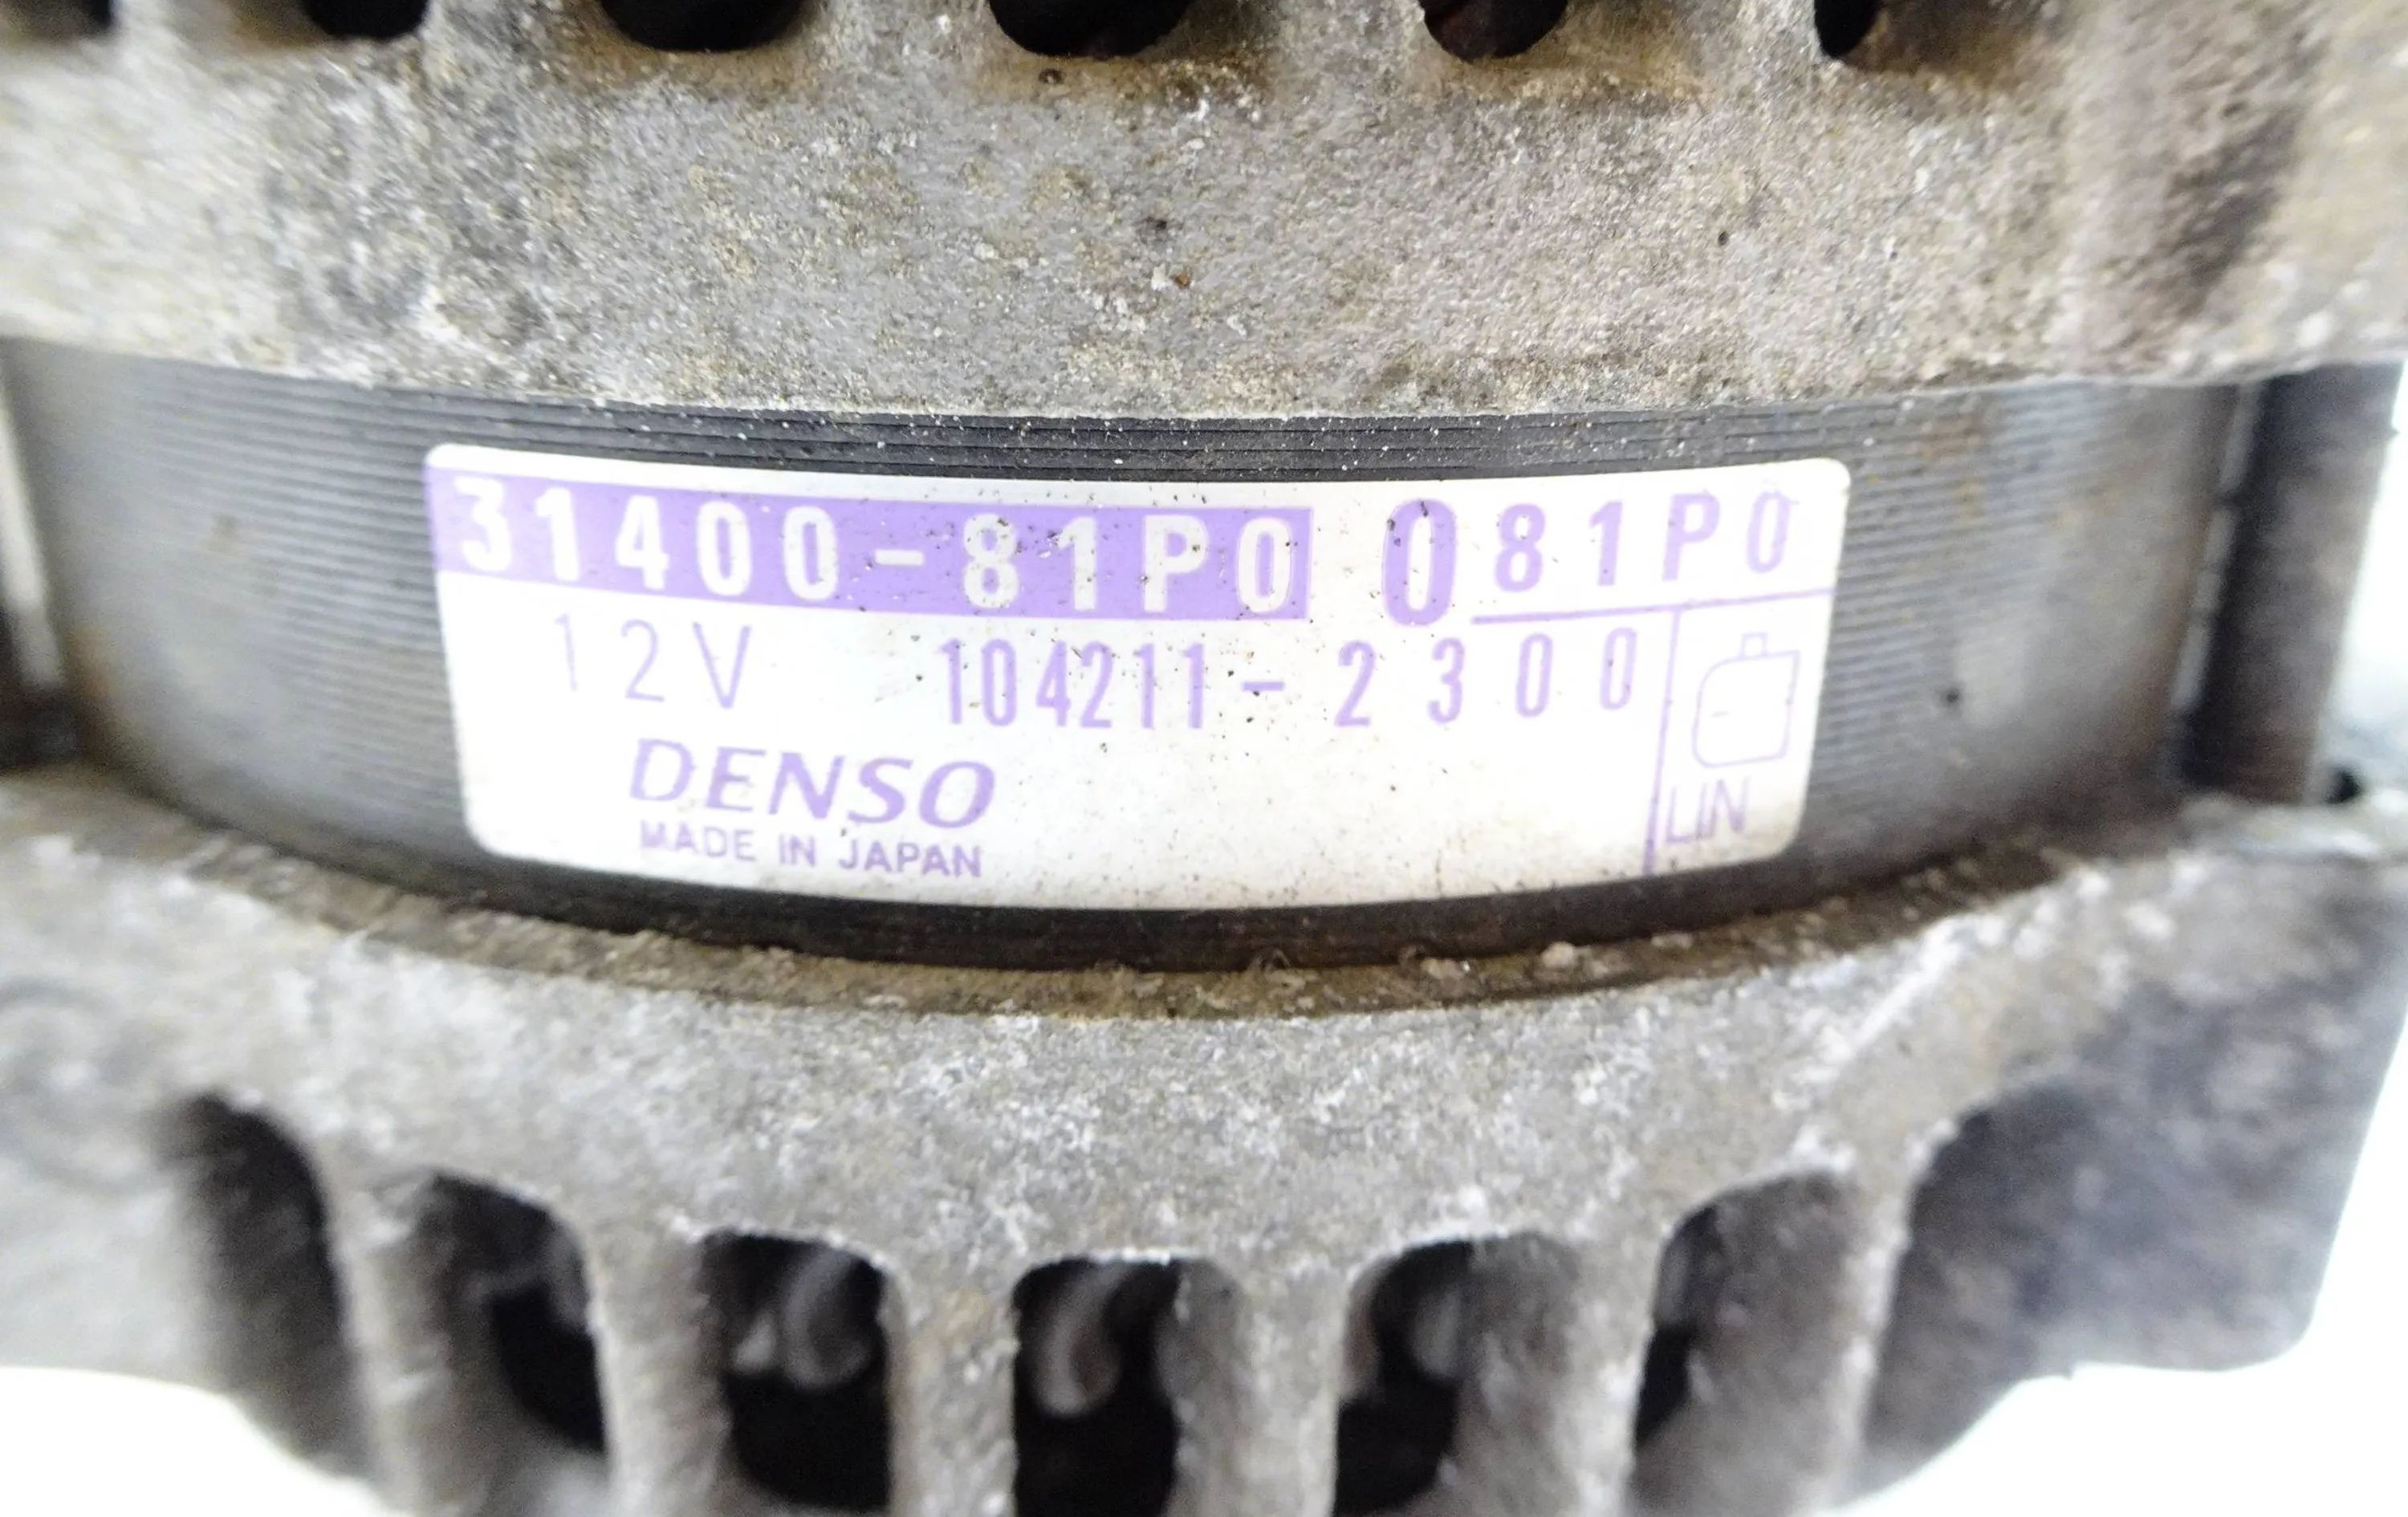 31400-81P0 0 81P0
12V 104211-2300
DENSO
MADE IN JAPAN
LIN